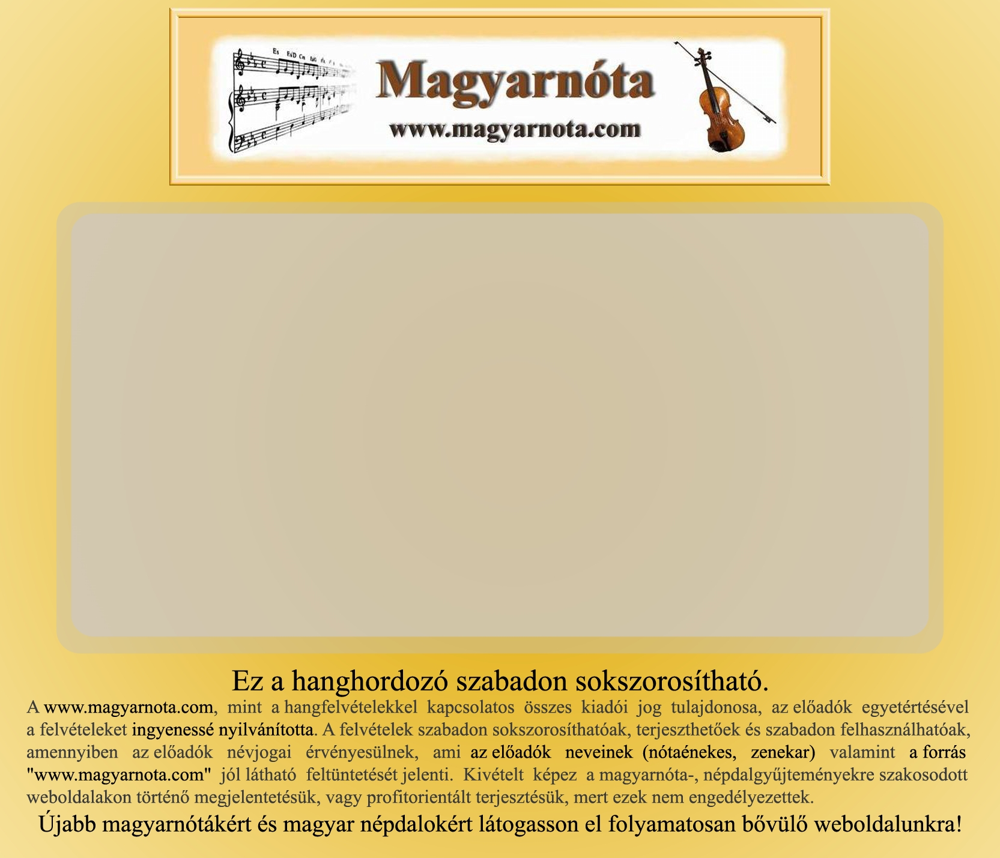 Es
Magyarnóta
www.magyarnota.com
Ez a hanghordozó szabadon sokszorosítható.
A www.magyarnota.com, mint a hangfelvételekkel kapcsolatos összes kiadói jog tulajdonosa, az előadók egyetértésével
a felvételeket ingyenessé nyilvánította. A felvételek szabadon sokszorosíthatóak, terjeszthetőek és szabadon felhasználhatóak,
amennyiben az előadók névjogai érvényesülnek, ami az előadók neveinek (nótaénekes, zenekar) valamint a forrás
"www.magyarnota.com" jól látható feltüntetését jelenti. Kivételt képez a magyarnóta-, népdalgyűjteményekre szakosodott
weboldalakon történő megjelentetésük, vagy profitorientált terjesztésük, mert ezek nem engedélyezettek.
Újabb magyarnótákért és magyar népdalokért látogasson el folyamatosan bővülő weboldalunkra!